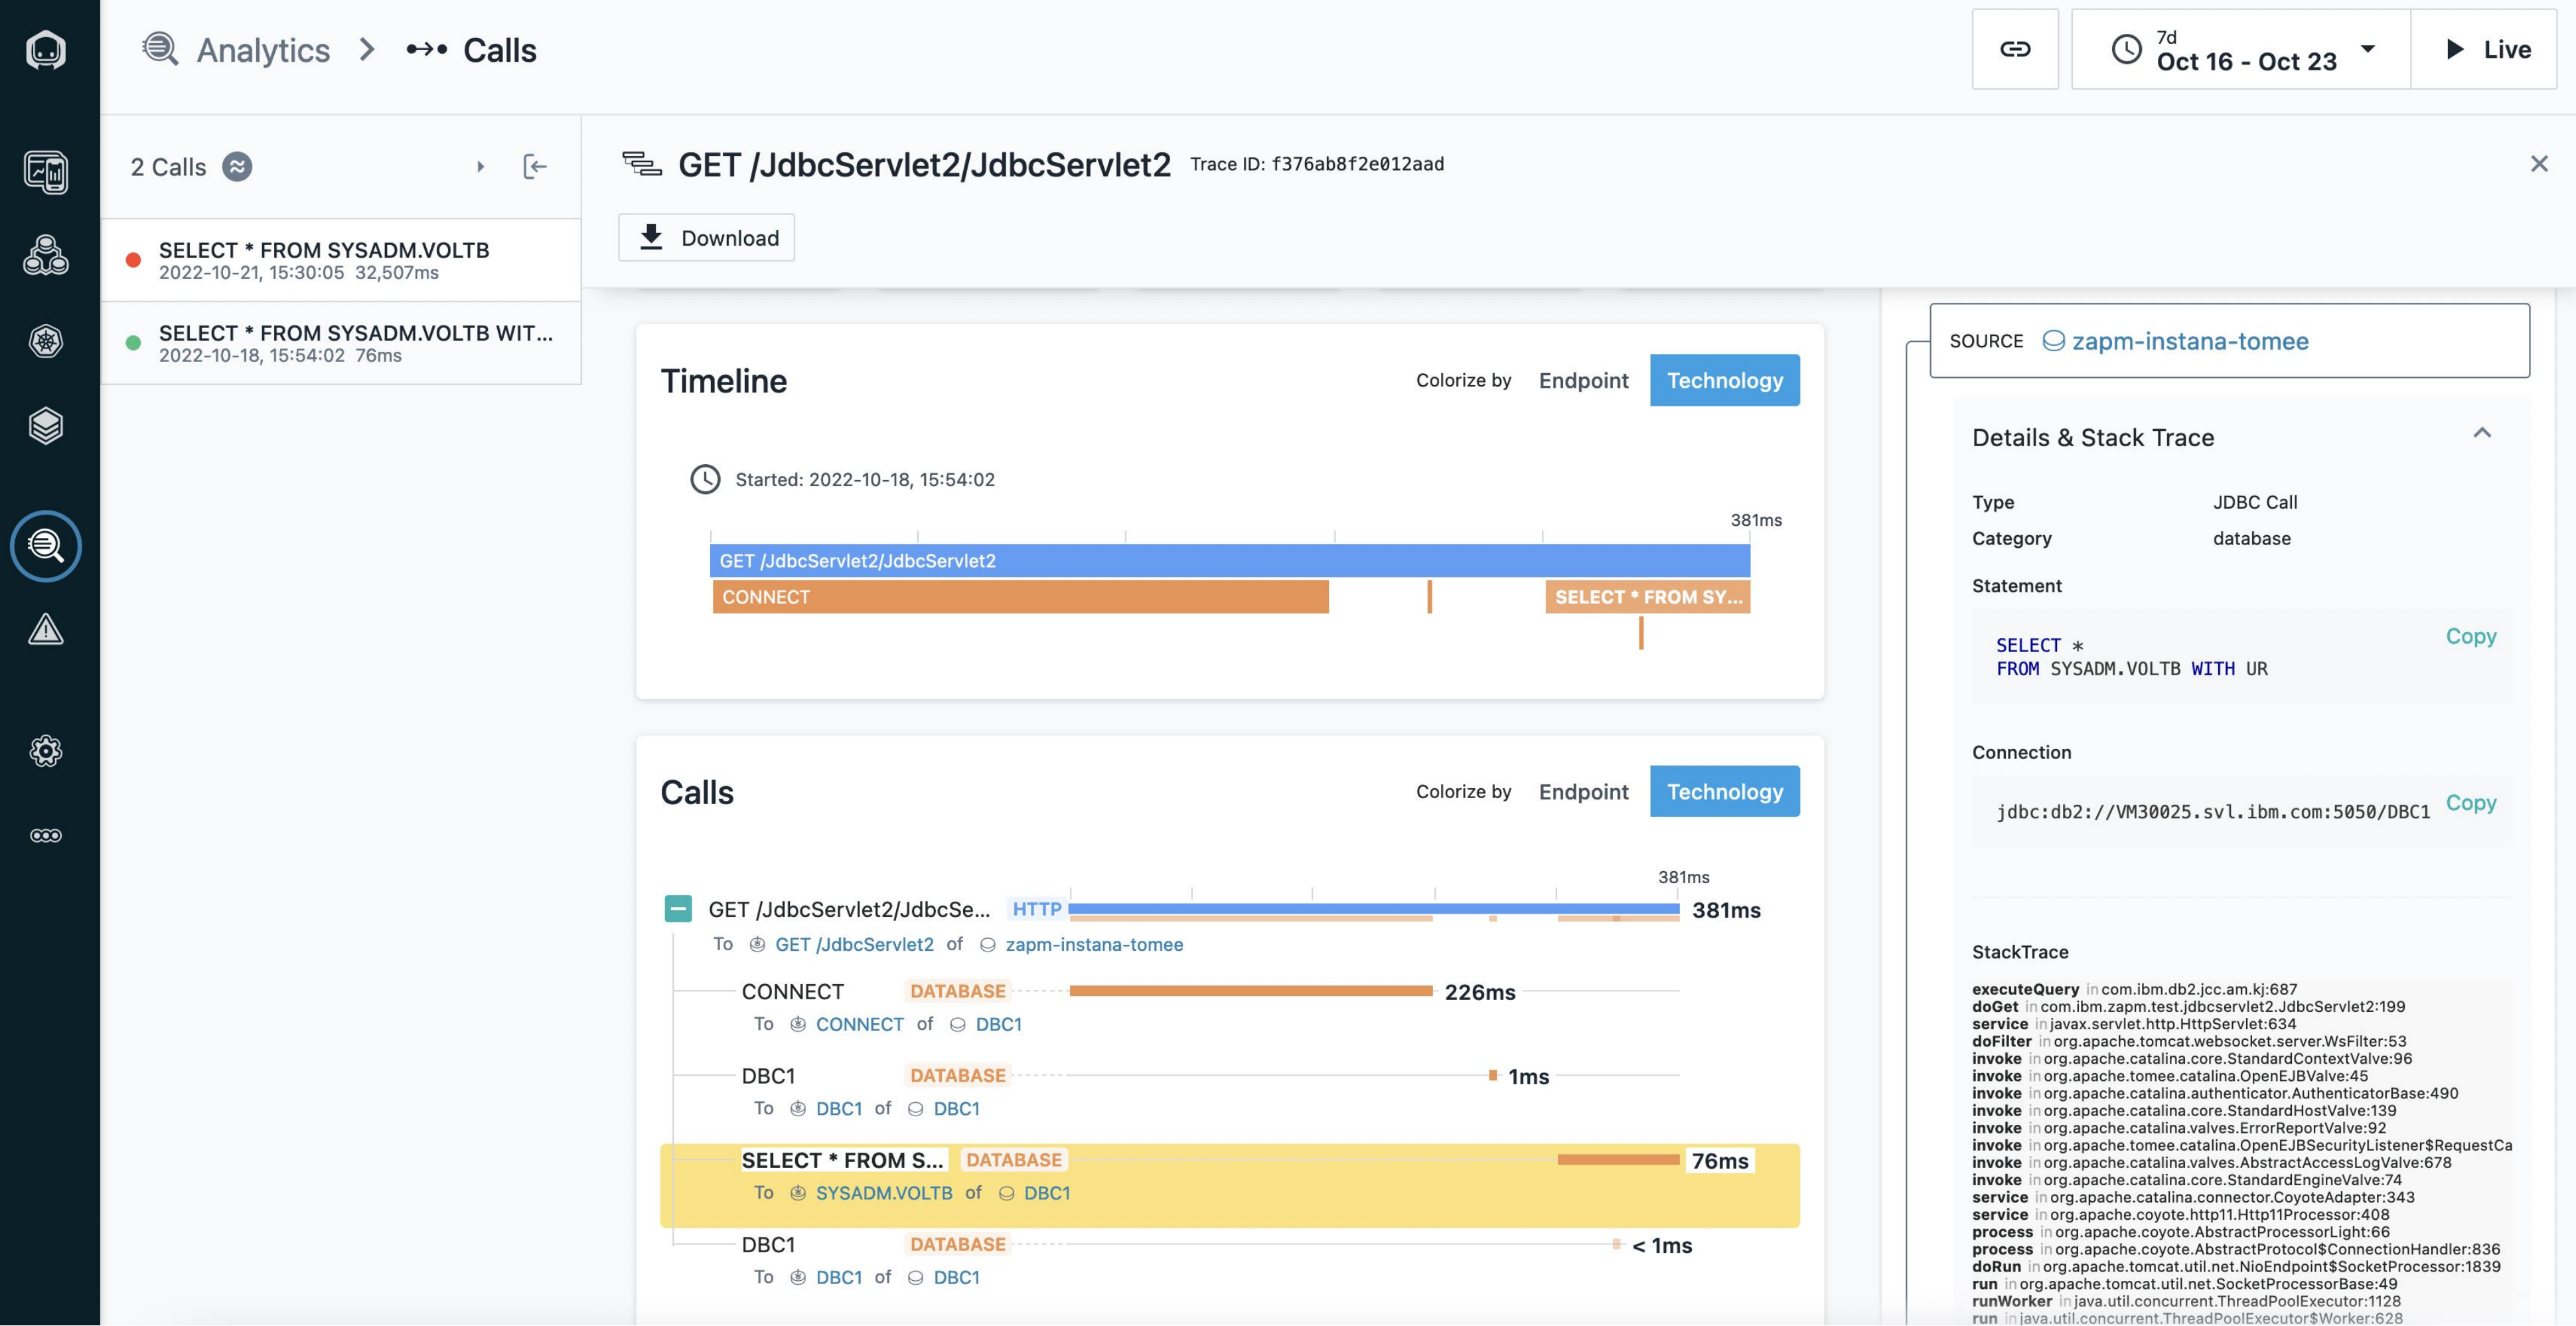 Analytics > Calls
7d
Oct 16 - Oct 23
Live
2 Calls
SELECT * FROM SYSADM.VOLTB
2022-10-21, 15:30:05 32,507ms
SELECT * FROM SYSADM.VOLTB WIT...
2022-10-18, 15:54:02 76ms
GET /JdbcServlet2/JdbcServlet2 Trace ID: f376ab8f2e012aad
Download
Timeline
Colorize by Endpoint Technology
Started: 2022-10-18, 15:54:02
381ms
GET /JdbcServlet2/JdbcServlet2
CONNECT
SELECT * FROM SY...
Calls
Colorize by Endpoint Technology
381ms
GET /JdbcServlet2/JdbcSe... HTTP 381ms
To GET /JdbcServlet2 of zapm-instana-tomee
CONNECT DATABASE 226ms
To CONNECT of DBC1
DBC1 DATABASE 1ms
To DBC1 of DBC1
SELECT * FROM S... DATABASE 76ms
To SYSADM.VOLTB of DBC1
DBC1 DATABASE < 1ms
To DBC1 of DBC1
SOURCE zapm-instana-tomee
Details & Stack Trace
Type JDBC Call
Category database
Statement
Copy
SELECT *
FROM SYSADM.VOLTB WITH UR
Connection
jdbc:db2://VM30025.svl.ibm.com:5050/DBC1 Copy
StackTrace
executeQuery in com.ibm.db2.jcc.am.kj:687
doGet in com.ibm.zapm.test.jdbcservlet2.JdbcServlet2:199
service in javax.servlet.http.HttpServlet:634
doFilter in org.apache.tomcat.websocket.server.WsFilter:53
invoke in org.apache.catalina.core.StandardContextValve:96
invoke in org.apache.tomee.catalina.OpenEJBValve:45
invoke in org.apache.catalina.authenticator.AuthenticatorBase:490
invoke in org.apache.catalina.core.StandardHostValve:139
invoke in org.apache.catalina.valves.ErrorReportValve:92
invoke in org.apache.tomee.catalina.OpenEJBSecurityListener$RequestCa
invoke in org.apache.catalina.valves.AbstractAccessLogValve:678
invoke in org.apache.catalina.core.StandardEngineValve:74
service in org.apache.catalina.connector.CoyoteAdapter:343
service in org.apache.coyote.http11.Http11Processor:408
process in org.apache.coyote.AbstractProcessorLight:66
process in org.apache.coyote.AbstractProtocol$ConnectionHandler:836
doRun in org.apache.tomcat.util.net.NioEndpoint$SocketProcessor:1839
run in org.apache.tomcat.util.net.SocketProcessorBase:49
runWorker in java.util.concurrent.ThreadPoolExecutor:1128
run in java.util.concurrent.ThreadPoolExecutor$Worker:628